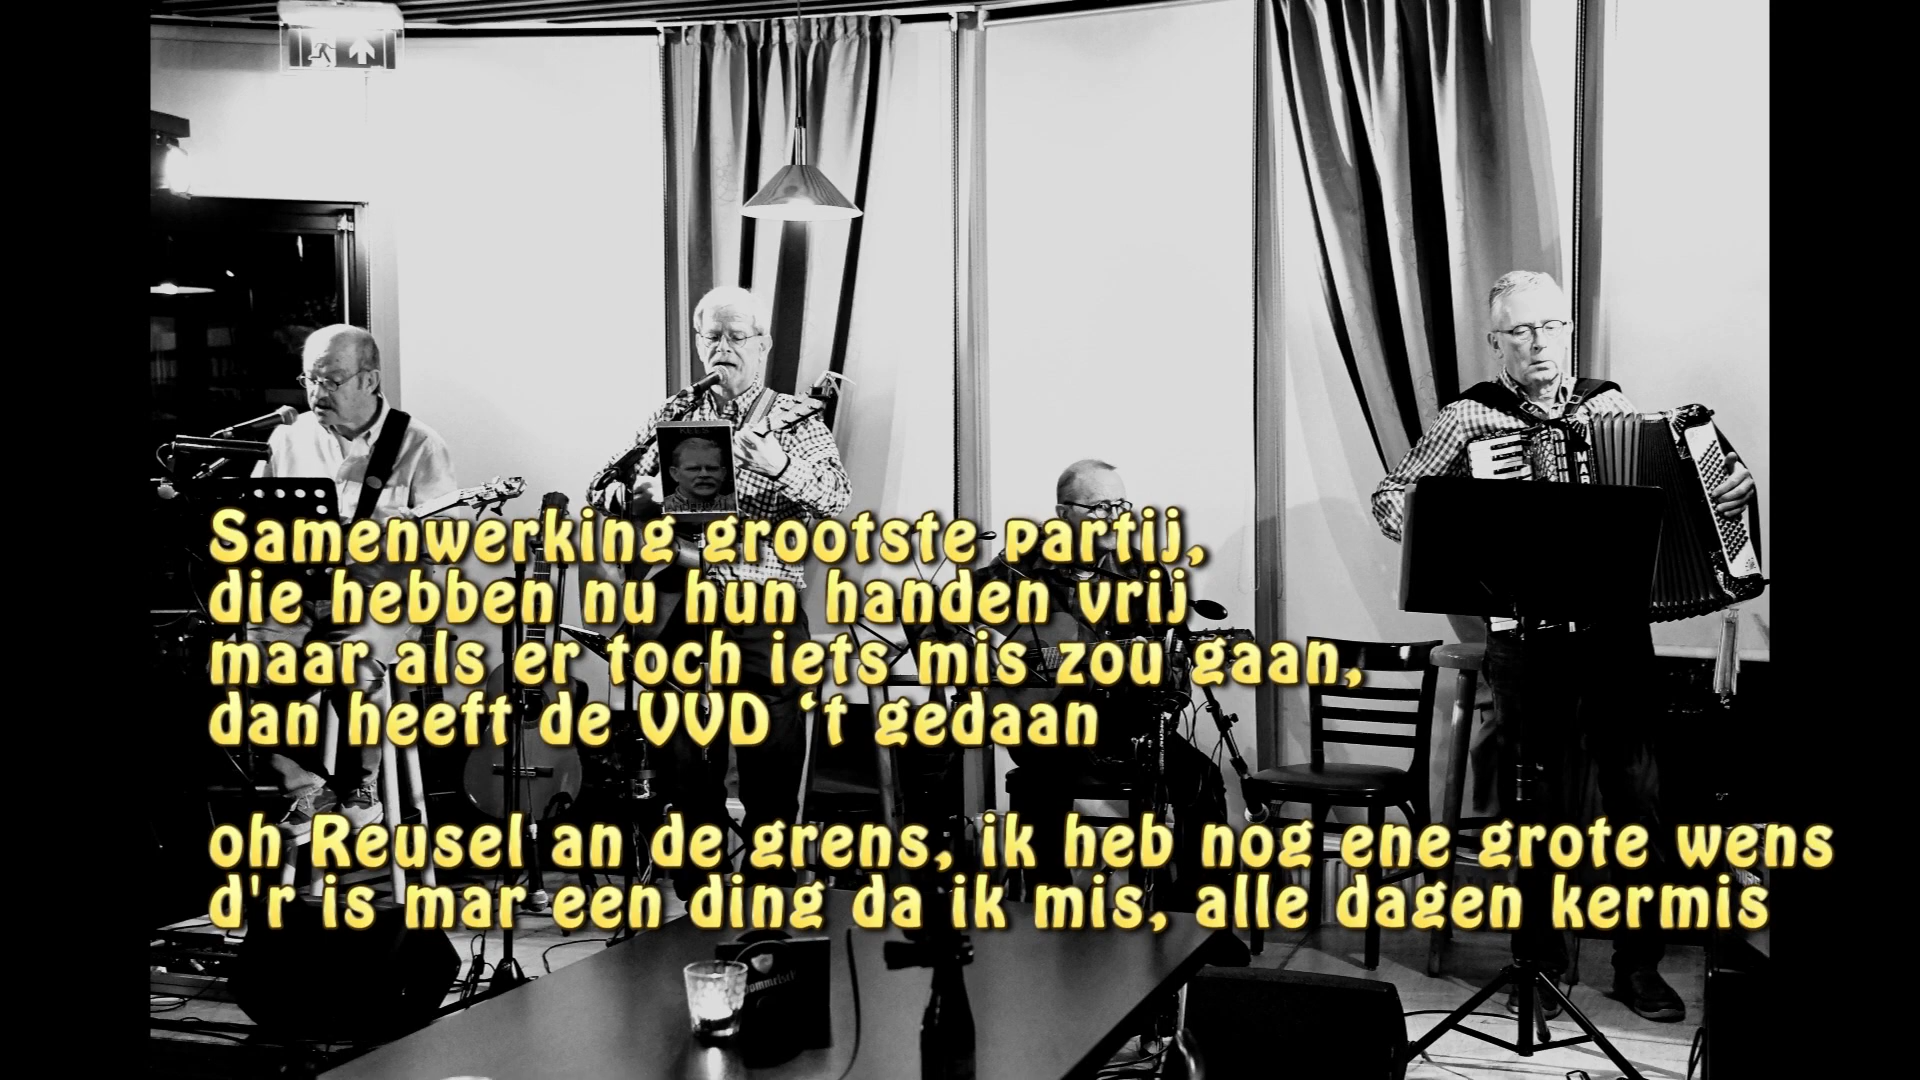 KEES
Samenwerking grootste partij,
die hebben nu hun handen vrij
maar als er toch iets mis zou gaan,
dan heeft de VVD ‘t gedaan
oh Reusel an de grens, ik heb nog ene grote wens
d'r is mar een ding da ik mis, alle dagen kermis